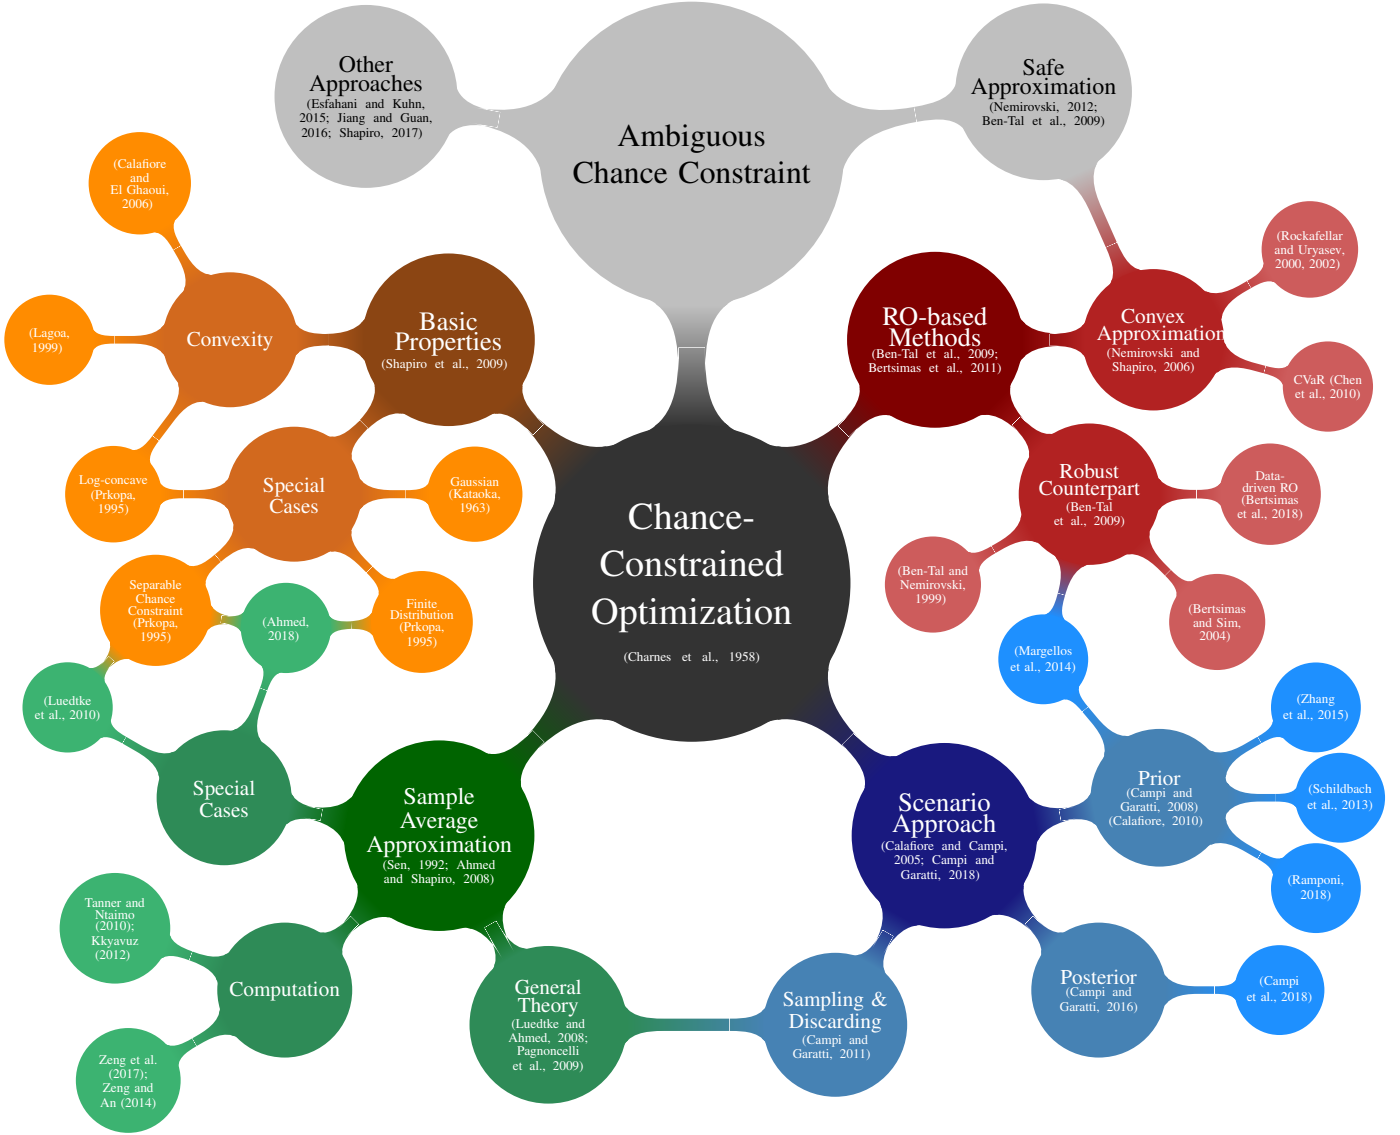 Other
Approaches
(Esfahani and Kuhn,
2015; Jiang and Guan,
2016; Shapiro, 2017)
Ambiguous
Chance Constraint
Safe
Approximation
(Nemirovski, 2012;
Ben-Tal et al., 2009)
(Calafiore
and
El Ghaoui,
2006)
(Lagoa,
1999)
Convexity
Basic
Properties
(Shapiro et al., 2009)
RO-based
Methods
(Ben-Tal et al., 2009;
Bertsimas et al., 2011)
Convex
Approximation
(Nemirovski and
Shapiro, 2006)
(Rockafellar
and Uryasev,
2000, 2002)
CVaR (Chen
et al., 2010)
Log-concave
(Prkopa,
1995)
Special
Cases
Gaussian
(Kataoka,
1963)
Robust
Counterpart
(Ben-Tal
et al., 2009)
Data-
driven RO
(Bertsimas
et al., 2018)
Chance-
Constrained
Optimization
(Charnes et al., 1958)
Separable
Chance
Constraint
(Prkopa,
1995)
(Ahmed,
2018)
Finite
Distribution
(Prkopa,
1995)
(Ben-Tal and
Nemirovski,
1999)
(Bertsimas
and Sim,
2004)
(Margellos
et al., 2014)
(Luedtke
et al., 2010)
(Zhang
et al., 2015)
Special
Cases
Sample
Average
Approximation
(Sen, 1992; Ahmed
and Shapiro, 2008)
Scenario
Approach
(Calafiore and Campi,
2005; Campi and
Garatti, 2018)
Prior
(Campi and
Garatti, 2008)
(Calafiore, 2010)
(Schildbach
et al., 2013)
(Ramponi,
2018)
Tanner and
Ntaimo
(2010);
Kkyavuz
(2012)
Computation
General
Theory
(Luedtke and
Ahmed, 2008;
Pagnoncelli
et al., 2009)
Sampling &
Discarding
(Campi and
Garatti, 2011)
Posterior
(Campi and
Garatti, 2016)
(Campi
et al., 2018)
Zeng et al.
(2017);
Zeng and
An (2014)